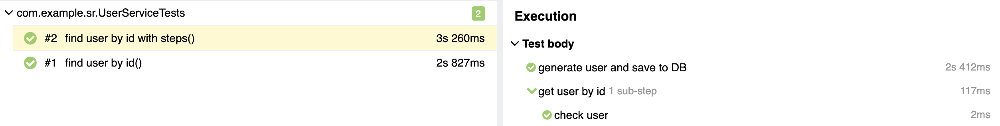 com.example.sr.UserServiceTests 2
#2 find user by id with steps() 3s 260ms
#1 find user by id() 2s 827ms
Execution
Test body
generate user and save to DB 2s 412ms
get user by id 1 sub-step 117ms
check user 2ms